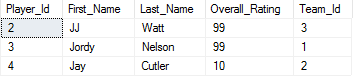 Player_Id First_Name Last_Name Overall_Rating Team_Id
2 JJ Watt 99 3
3 Jordy Nelson 99 1
4 Jay Cutler 10 2